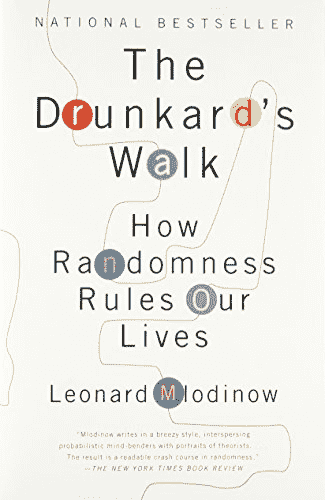 NATIONAL BESTSELLER
The
Drunkard's
Walk
How
Randomness
Rules Our
Lives
Leonard Mlodinow
"Mlodinow writes in a breezy style, interspersing
probabilistic mind-benders with portraits of theorists....
The result is a readable crash course in randomness."
—THE NEW YORK TIMES BOOK REVIEW